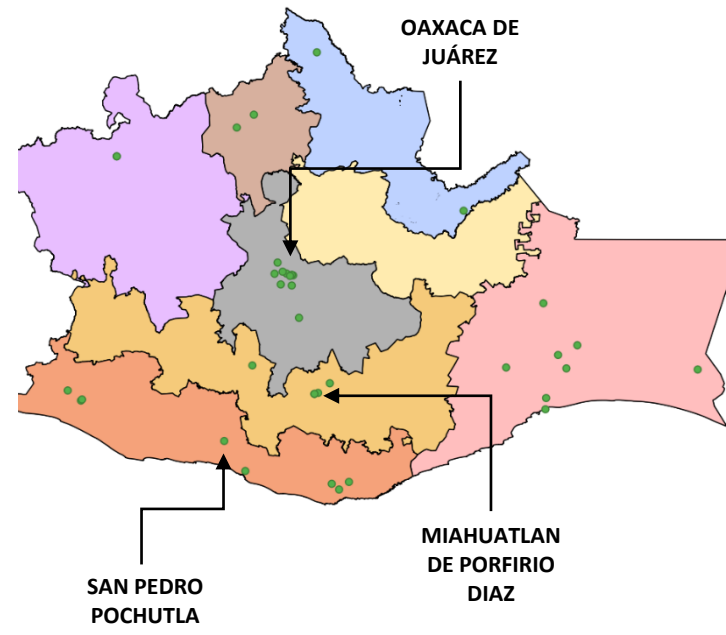 OAXACA DE
JUÁREZ
MIAHUATLAN
DE PORFIRIO
DIAZ
SAN PEDRO
POCHUTLA